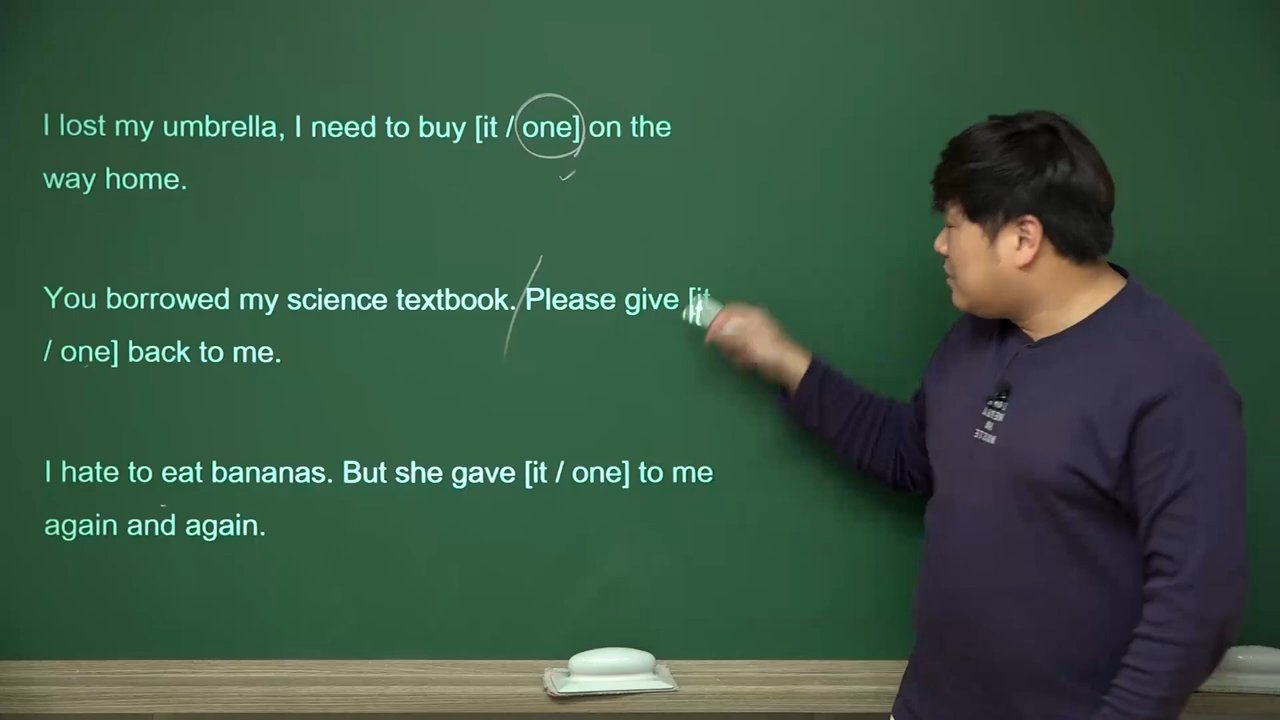 I lost my umbrella, I need to buy [it / one] on the
way home.
You borrowed my science textbook. Please give [it
/ one] back to me.
I hate to eat bananas. But she gave [it / one] to me
again and again.